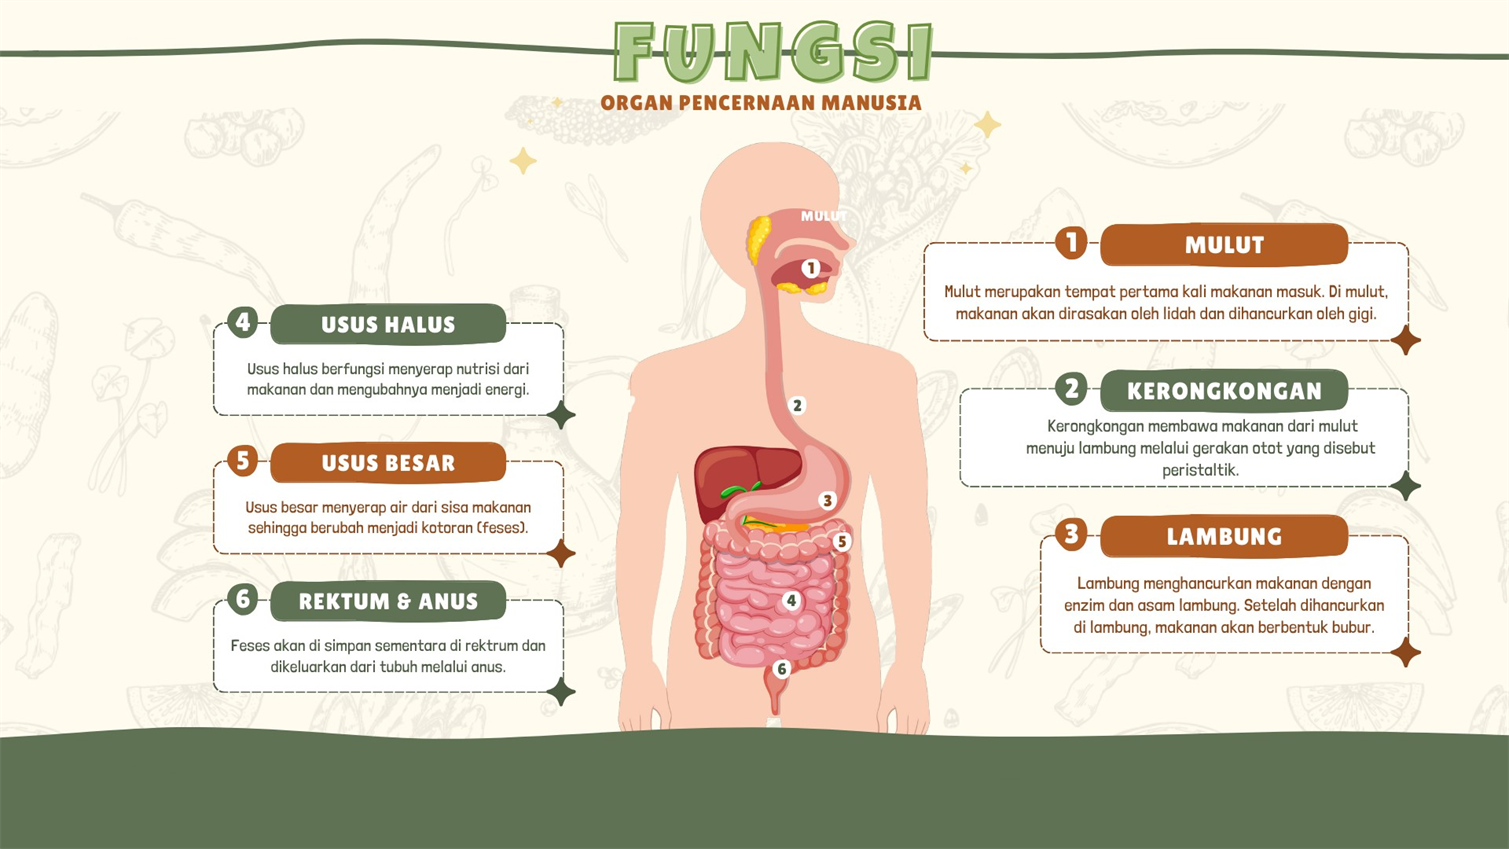 FUNGSI
ORGAN PENCERNAAN MANUSIA
MULUT
1
2
3
5
4
6
1
MULUT
Mulut merupakan tempat pertama kali makanan masuk. Di mulut,
makanan akan dirasakan oleh lidah dan dihancurkan oleh gigi.
2
KERONGKONGAN
Kerongkongan membawa makanan dari mulut
menuju lambung melalui gerakan otot yang disebut
peristaltik.
3
LAMBUNG
Lambung menghancurkan makanan dengan
enzim dan asam lambung. Setelah dihancurkan
di lambung, makanan akan berbentuk bubur.
4
USUS HALUS
Usus halus berfungsi menyerap nutrisi dari
makanan dan mengubahnya menjadi energi.
5
USUS BESAR
Usus besar menyerap air dari sisa makanan
sehingga berubah menjadi kotoran (feses).
6
REKTUM & ANUS
Feses akan di simpan sementara di rektrum dan
dikeluarkan dari tubuh melalui anus.